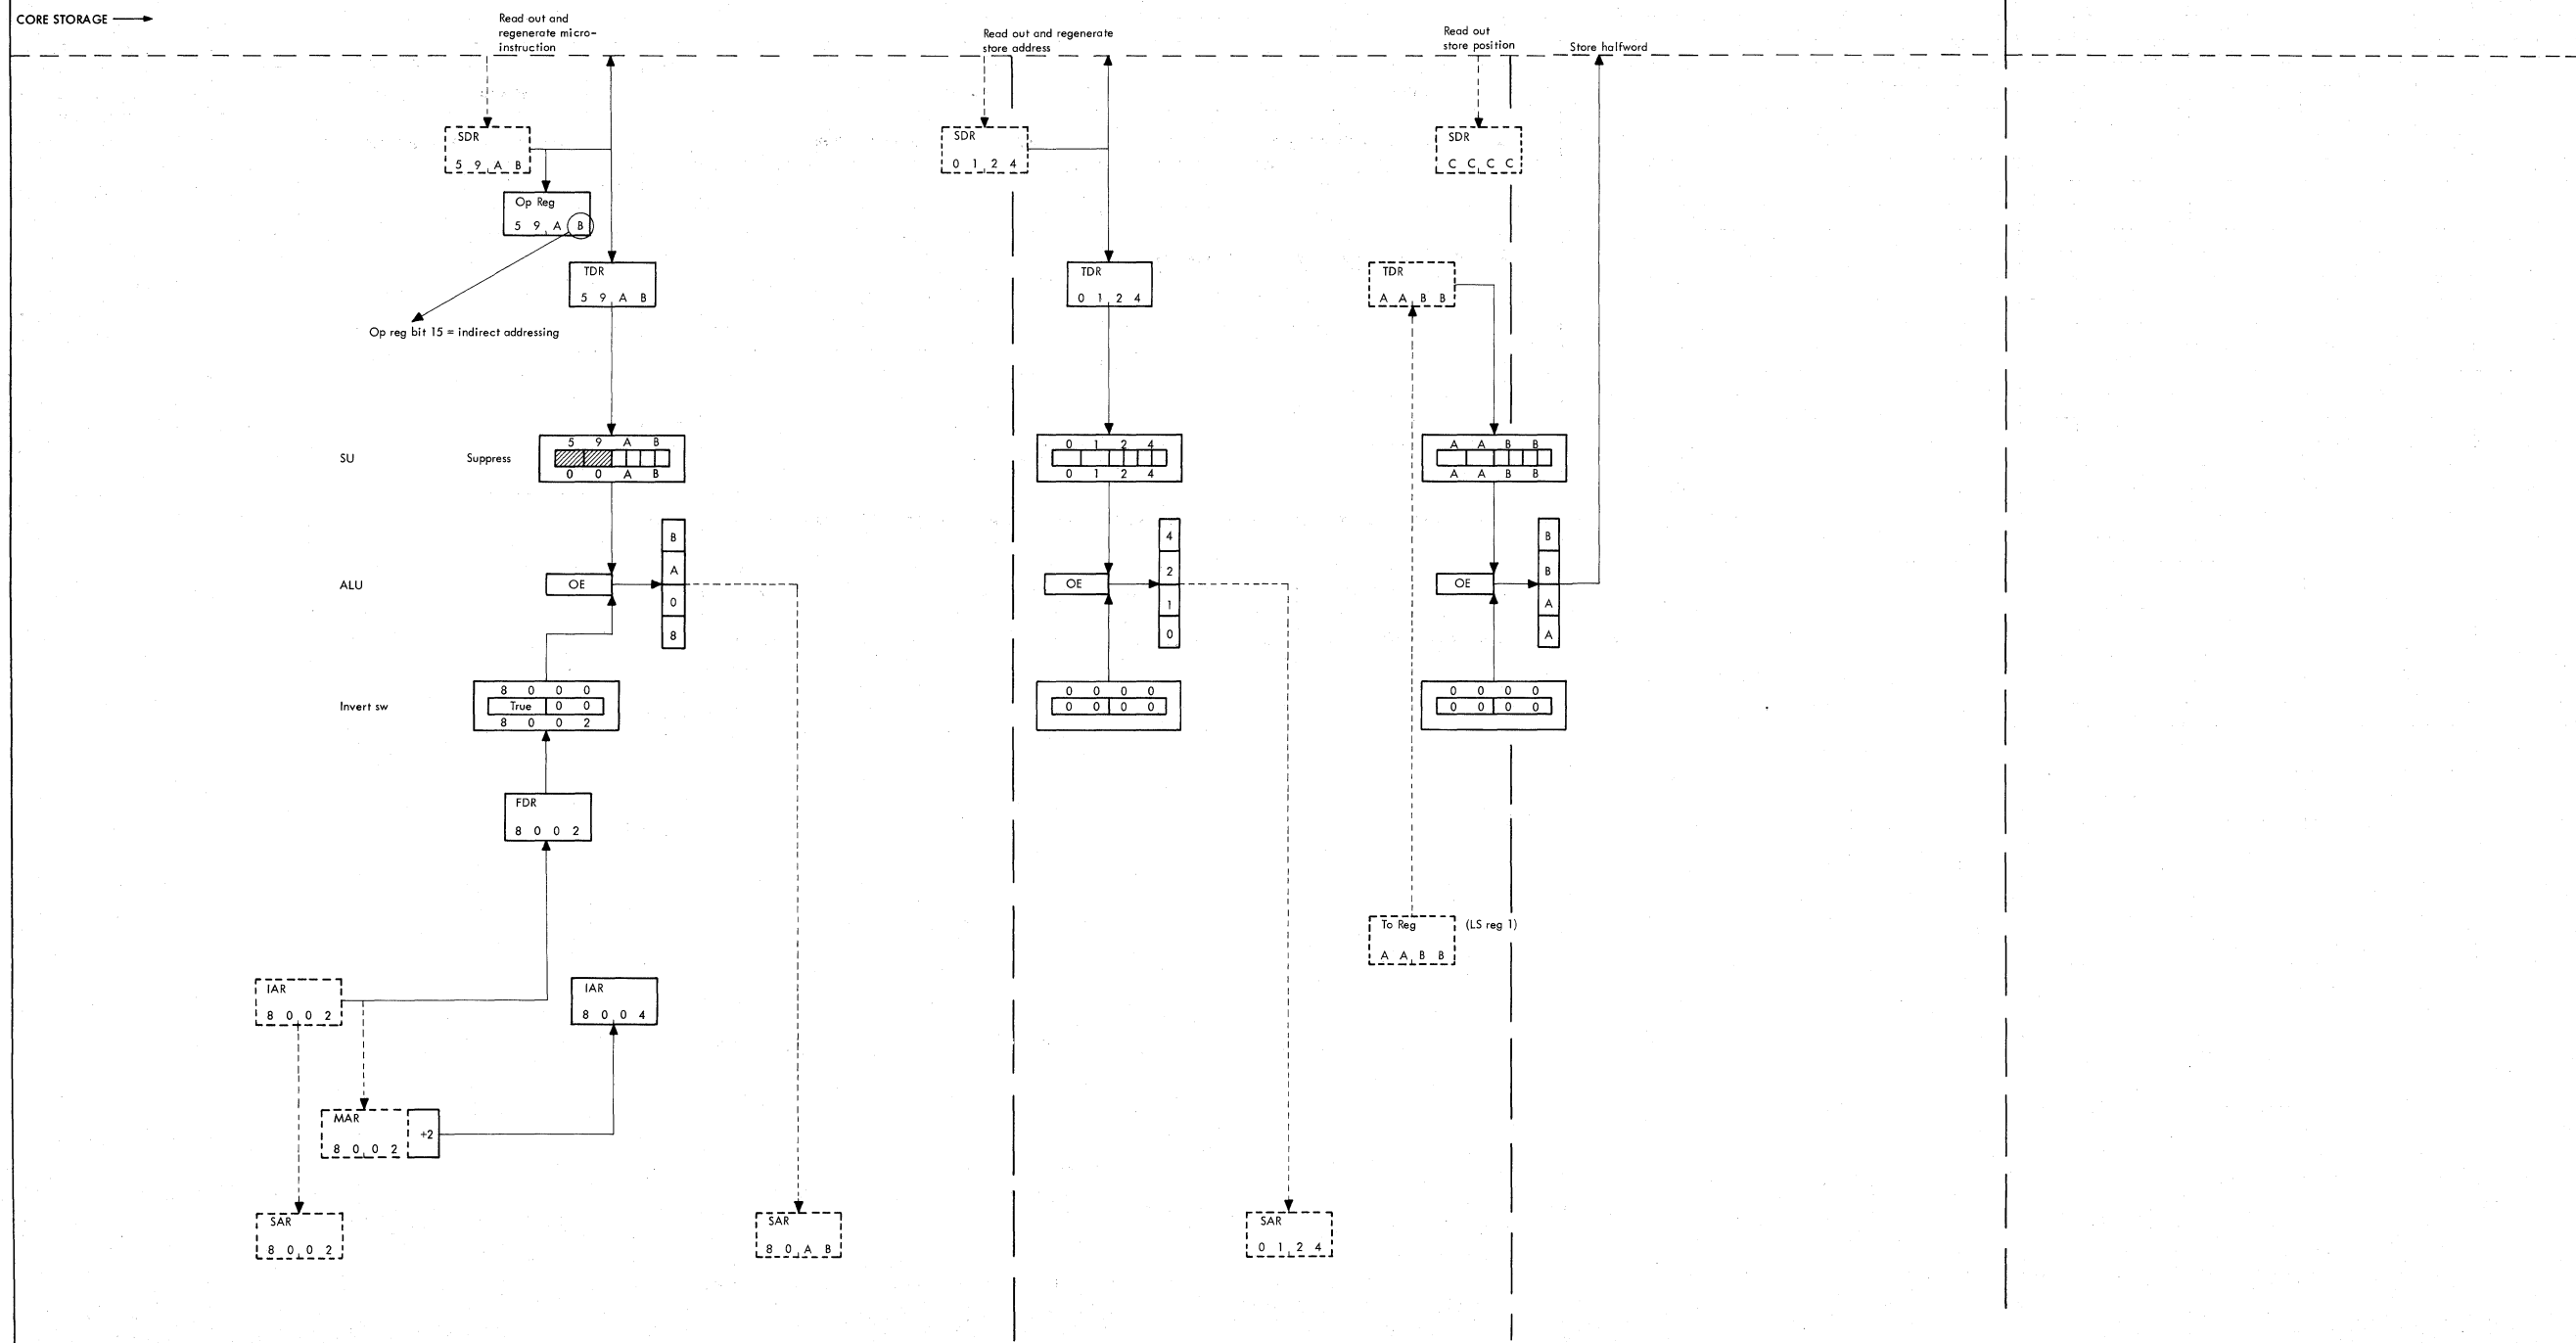 CORE STORAGE
Read out and
regenerate micro-
instruction
Read out and regenerate
store address
Read out
store position
Store halfword
SDR
5 9 A B
SDR
0 1 2 4
SDR
C C C C
Op Reg
5 9 A B
TDR
5 9 A B
TDR
0 1 2 4
TDR
A A B B
Op reg bit 15 = indirect addressing
SU
Suppress
5 9 A B
0 0 A B
0 1 2 4
0 1 2 4
A A B B
A A B B
ALU
OE
B
A
0
8
OE
4
2
1
0
OE
B
B
A
A
Invert sw
8 0 0 0
True 0 0
8 0 0 2
0 0 0 0
0 0 0 0
0 0 0 0
0 0 0 0
FDR
8 0 0 2
To Reg
A A B B
(LS reg 1)
IAR
8 0 0 2
IAR
8 0 0 4
MAR
8 0 0 2
+2
SAR
8 0 0 2
SAR
8 0 A B
SAR
0 1 2 4